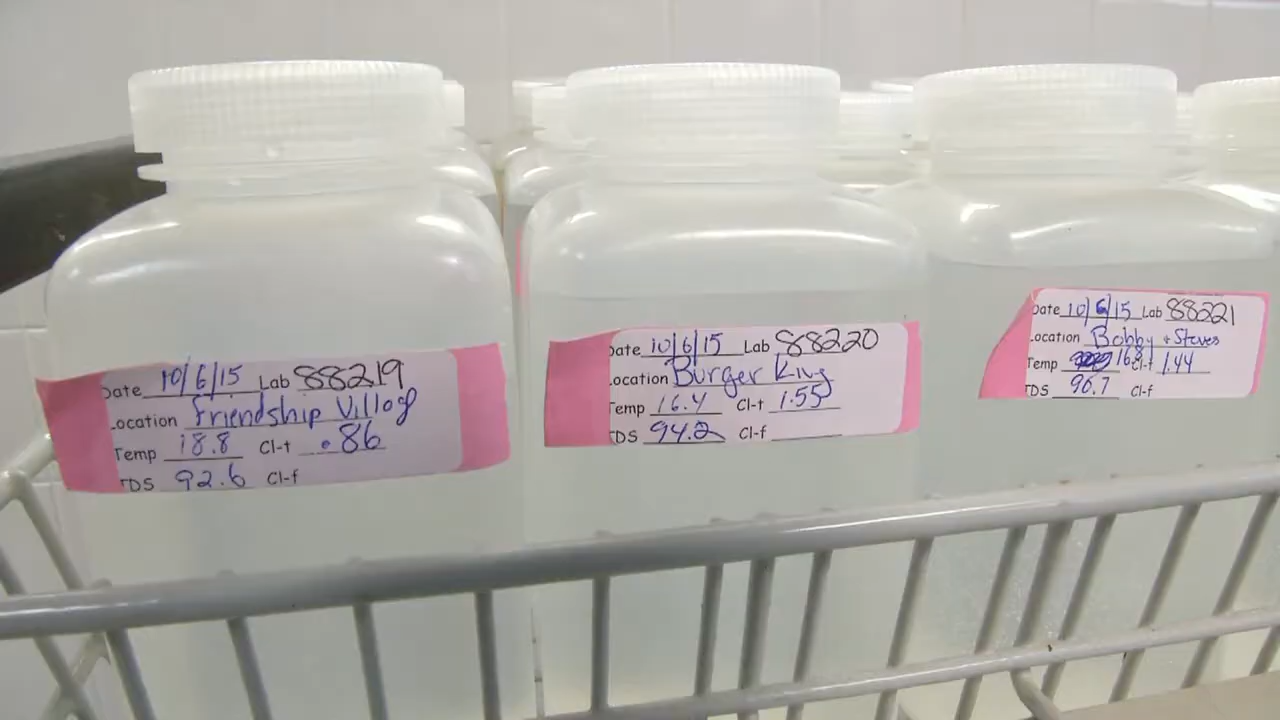 Date 10/6/15 Lab 88219
Location Friendship Villag
Temp 18.8 Cl-t .86
TDS 92.6 Cl-f
Date 10/6/15 Lab 88220
Location Burger King
Temp 16.4 Cl-t 1.55
TDS 94.2 Cl-f
Date 10/6/15 Lab 88221
Location Bobby + Steves
Temp 16.8 Cl-t 1.44
TDS 90.7 Cl-f